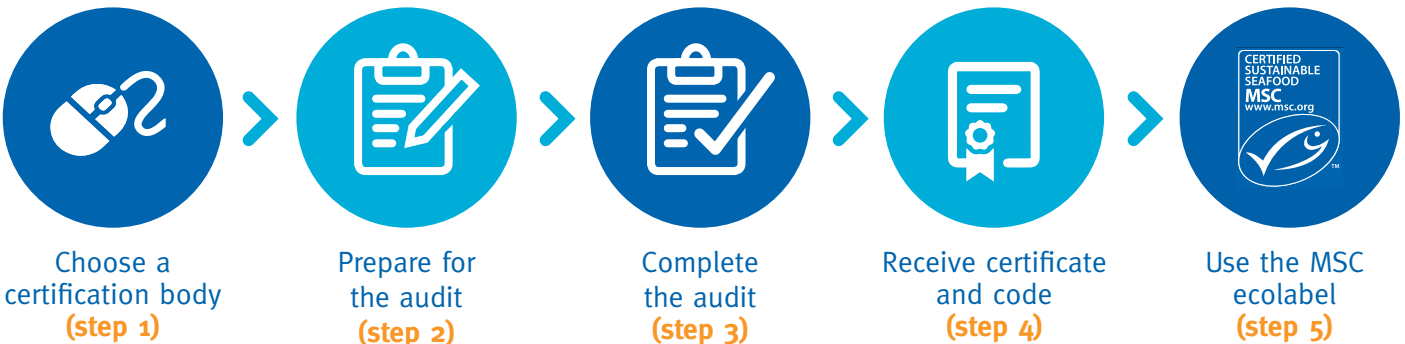 CERTIFIED
SUSTAINABLE
SEAFOOD
MSC
www.msc.org
TM
Choose a
certification body
(step 1)
Prepare for
the audit
(step 2)
Complete
the audit
(step 3)
Receive certificate
and code
(step 4)
Use the MSC
ecolabel
(step 5)